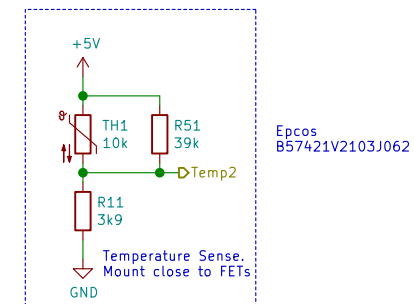 +5V
ϑ
TH1
10k
R51
39k
Epcos
B57421V2103J062
Temp2
R11
3k9
Temperature Sense.
Mount close to FETs
GND